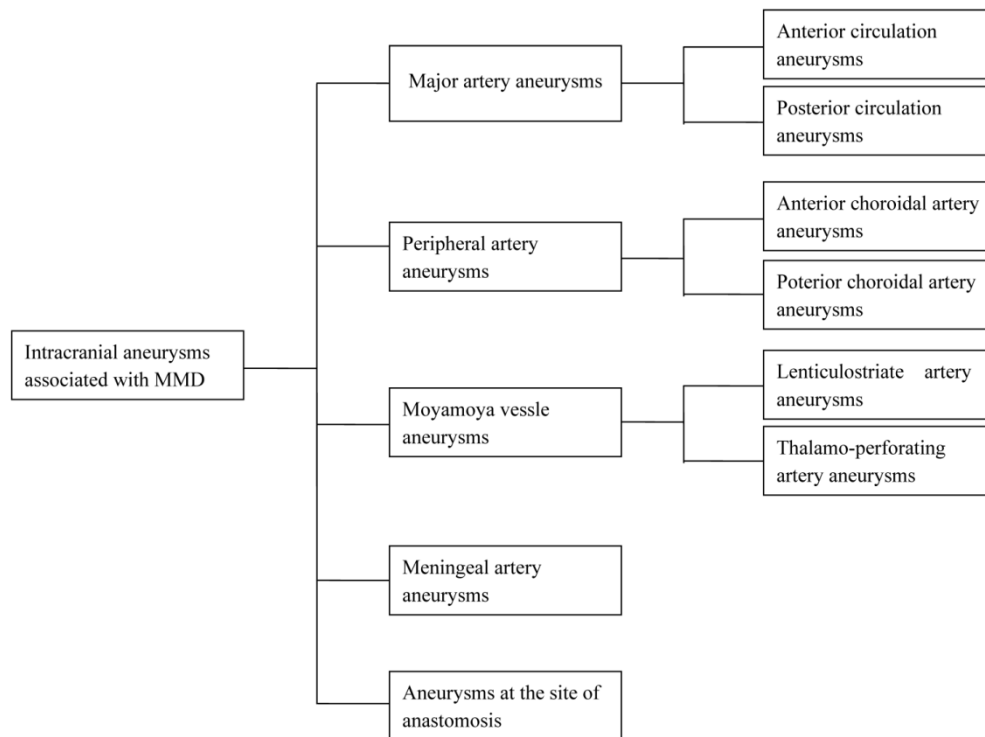 Anterior circulation
aneurysms
Major artery aneurysms
Posterior circulation
aneurysms
Anterior choroidal artery
aneurysms
Peripheral artery
aneurysms
Poterior choroidal artery
aneurysms
Intracranial aneurysms
associated with MMD
Lenticulostriate artery
aneurysms
Moyamoya vessle
aneurysms
Thalamo-perforating
artery aneurysms
Meningeal artery
aneurysms
Aneurysms at the site of
anastomosis